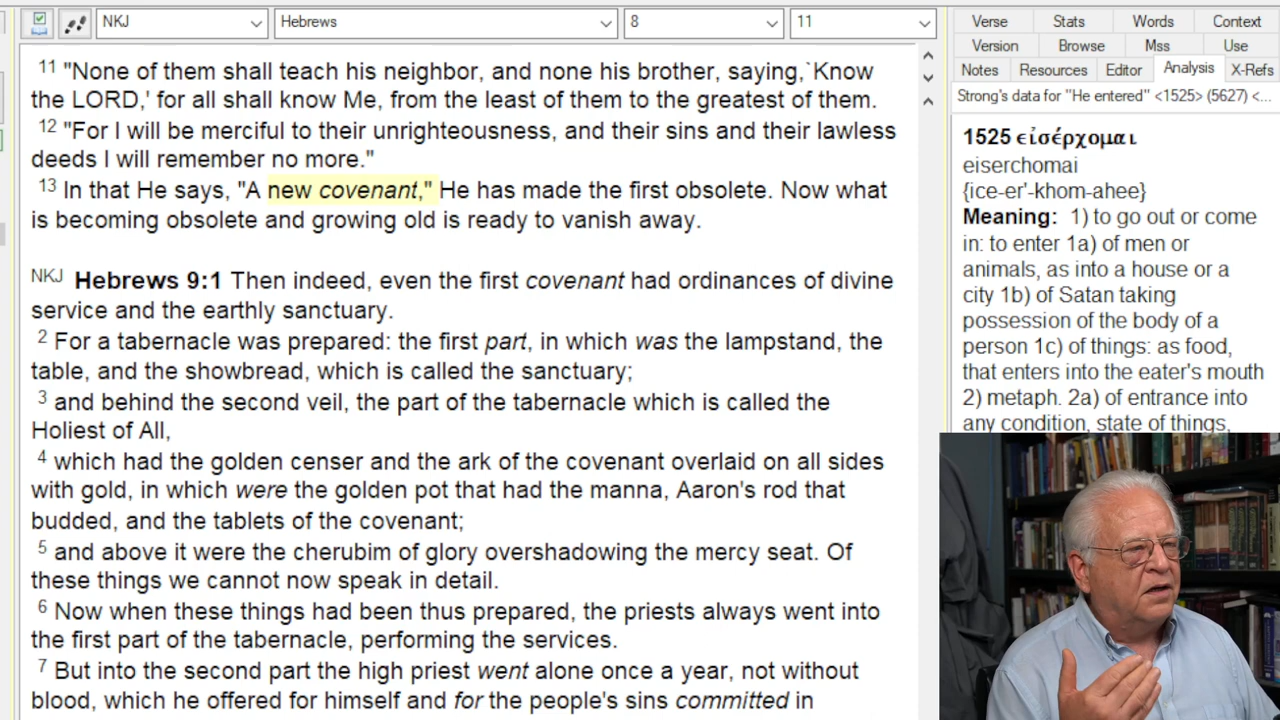 NKJ
Hebrews
8
11
11 "None of them shall teach his neighbor, and none his brother, saying,`Know
the LORD,' for all shall know Me, from the least of them to the greatest of them.
12 "For I will be merciful to their unrighteousness, and their sins and their lawless
deeds I will remember no more."
13 In that He says, "A new covenant," He has made the first obsolete. Now what
is becoming obsolete and growing old is ready to vanish away.
NKJ Hebrews 9:1 Then indeed, even the first covenant had ordinances of divine
service and the earthly sanctuary.
2 For a tabernacle was prepared: the first part, in which was the lampstand, the
table, and the showbread, which is called the sanctuary;
3 and behind the second veil, the part of the tabernacle which is called the
Holiest of All,
4 which had the golden censer and the ark of the covenant overlaid on all sides
with gold, in which were the golden pot that had the manna, Aaron's rod that
budded, and the tablets of the covenant;
5 and above it were the cherubim of glory overshadowing the mercy seat. Of
these things we cannot now speak in detail.
6 Now when these things had been thus prepared, the priests always went into
the first part of the tabernacle, performing the services.
7 But into the second part the high priest went alone once a year, not without
blood, which he offered for himself and for the people's sins committed in
Verse Stats Words Context
Version Browse Mss Use
Notes Resources Editor Analysis X-Refs
Strong's data for "He entered" <1525> (5627) <...
1525 εἰσέρχομαι
eiserchomai
{ice-er'-khom-ahee}
Meaning: 1) to go out or come
in: to enter 1a) of men or
animals, as into a house or a
city 1b) of Satan taking
possession of the body of a
person 1c) of things: as food,
that enters into the eater's mouth
2) metaph. 2a) of entrance into
any condition, state of things,